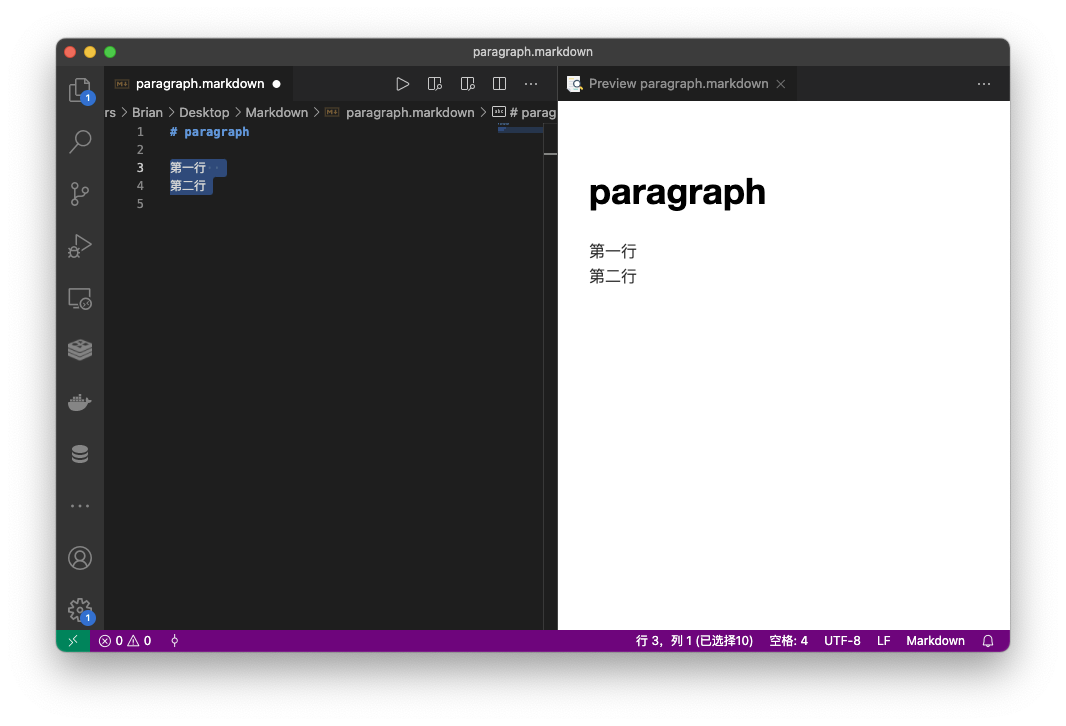 paragraph.markdown
paragraph.markdown
Preview paragraph.markdown
rs > Brian > Desktop > Markdown > paragraph.markdown > # parag
1 # paragraph
2
3 第一行
4 第二行
5
paragraph
第一行
第二行
1
1
0 0
行 3，列 1 (已选择10) 空格: 4 UTF-8 LF Markdown